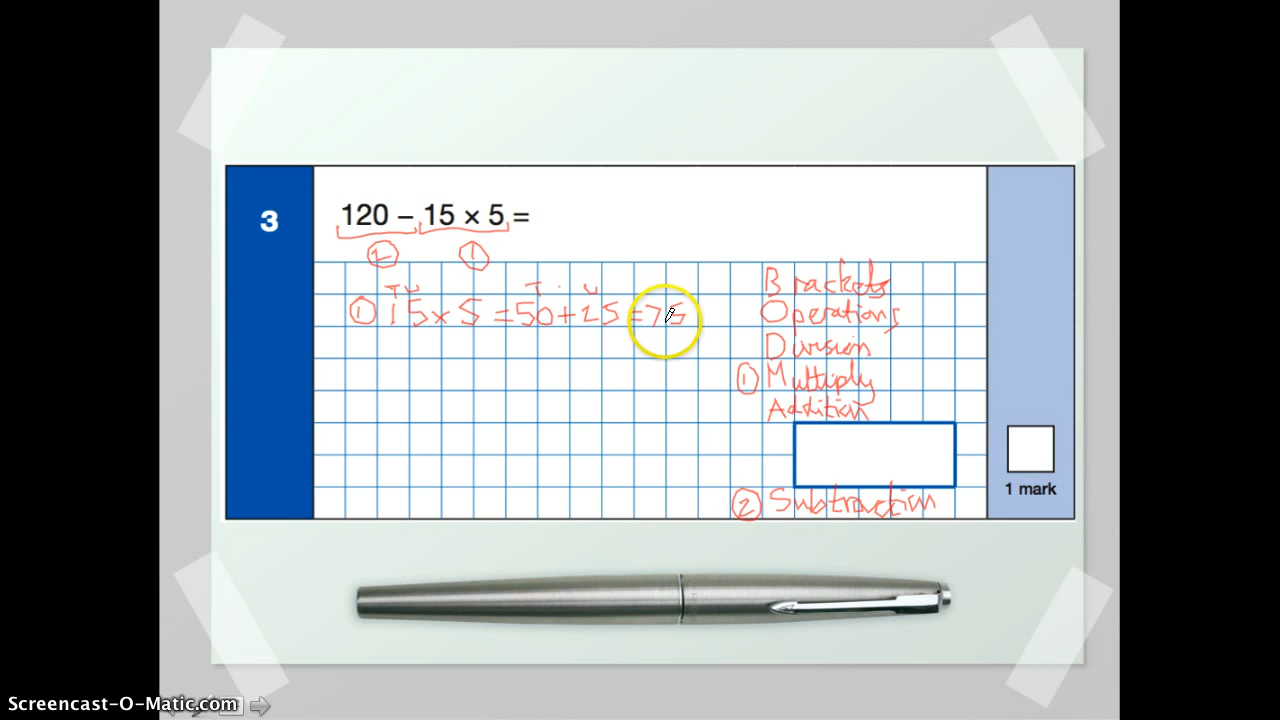 3
120 – 15 × 5 =
2 1
T U T U
1 15 × 5 = 50 + 25 = 75
Brackets
Operations
Division
1 Multiply
Addition
2 Subtraction
1 mark
Screencast-O-Matic.com